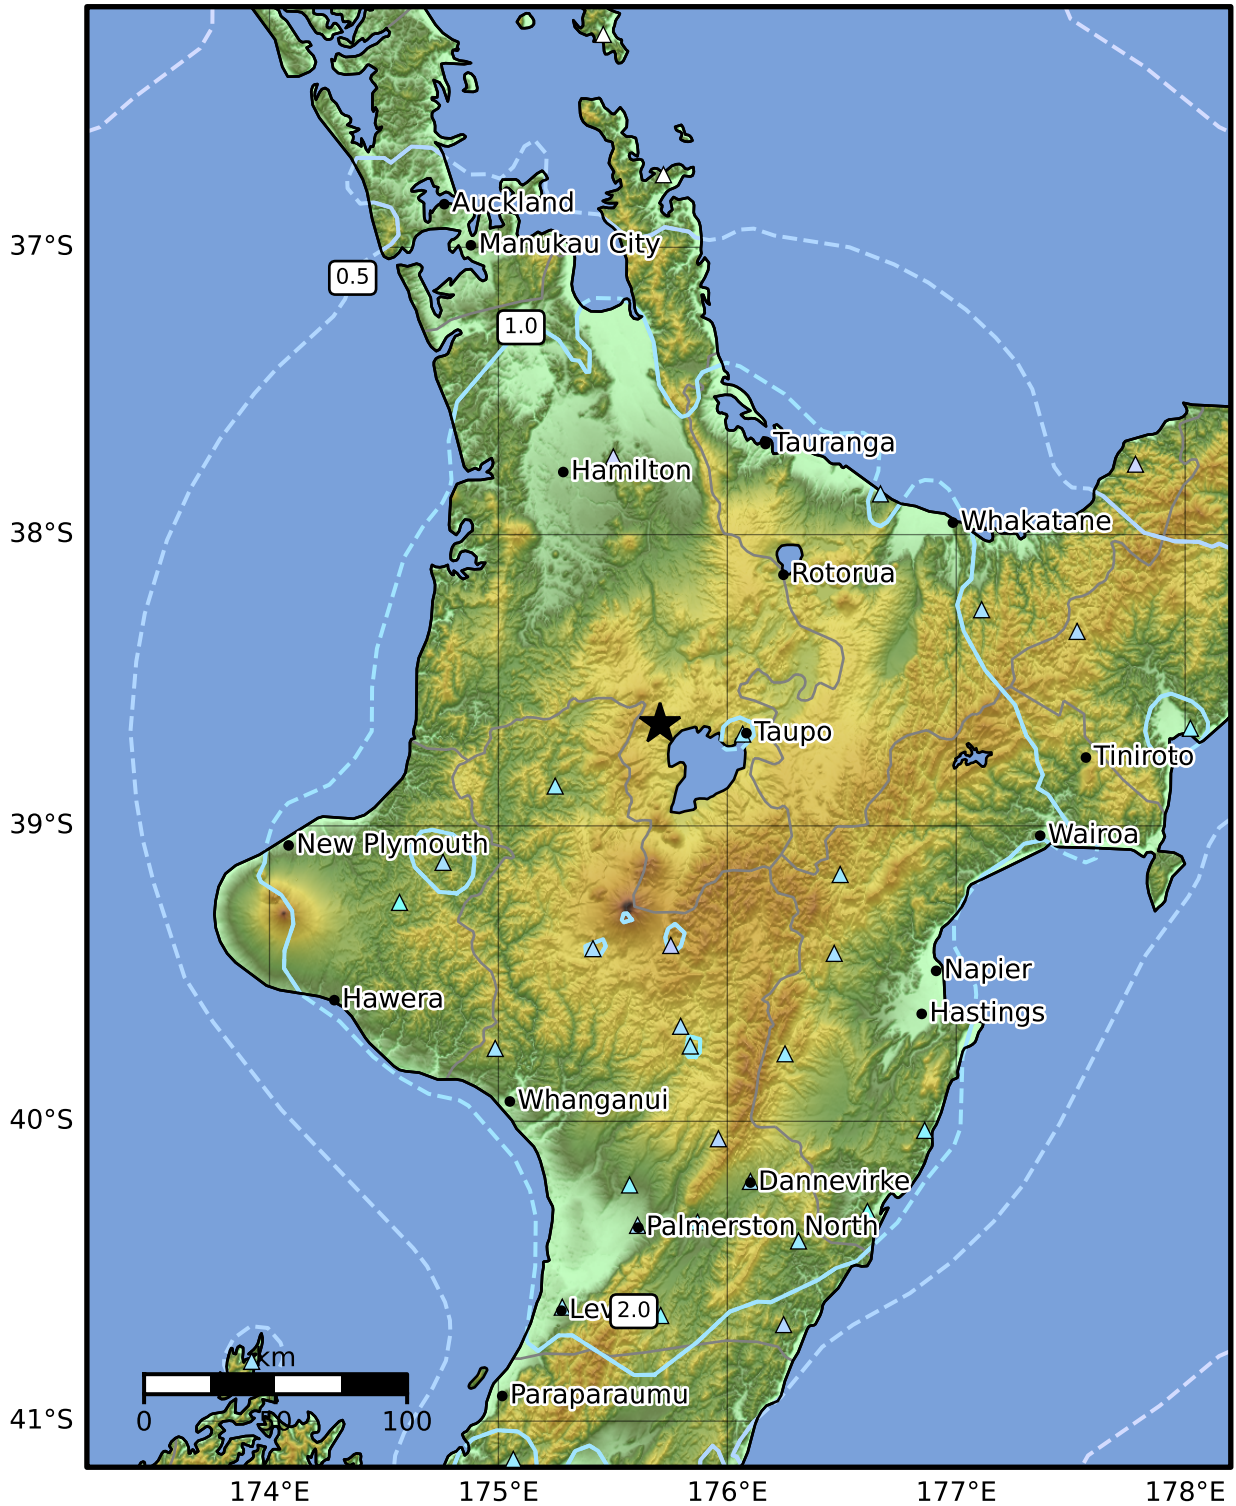 Auckland
Manukau City
37°S
0.5
1.0
Tauranga
Hamilton
Whakatane
38°S
Rotorua
Taupo
Tiniroto
39°S
Wairoa
New Plymouth
Napier
Hawera
Hastings
Whanganui
40°S
Dannevirke
Palmerston North
Lev
2.0
km
Paraparaumu
0
100
41°S
174°E
175°E
176°E
177°E
178°E